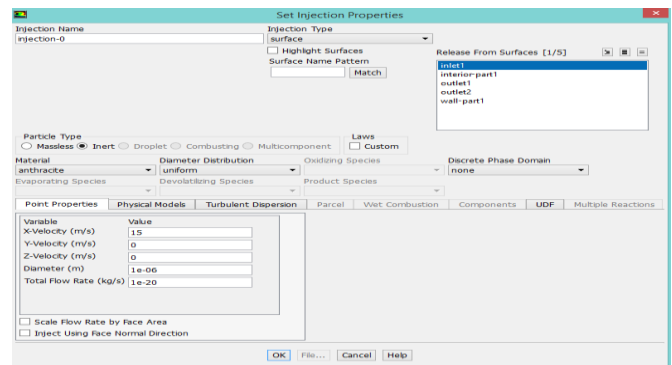 Set Injection Properties
Injection Name
Injection Type
injection-0
surface
Highlight Surfaces
Surface Name Pattern
Match
Release From Surfaces [1/5]
inlet1
interior-part1
outlet1
outlet2
wall-part1
Particle Type
Laws
Massless Inert Droplet Combusting Multicomponent
Custom
Material Diameter Distribution Oxidizing Species Discrete Phase Domain
anthracite uniform none
Evaporating Species Devolatilizing Species Product Species
Point Properties Physical Models Turbulent Dispersion Parcel Wet Combustion Components UDF Multiple Reactions
Variable Value
X-Velocity (m/s) 15
Y-Velocity (m/s) 0
Z-Velocity (m/s) 0
Diameter (m) 1e-06
Total Flow Rate (kg/s) 1e-20
Scale Flow Rate by Face Area
Inject Using Face Normal Direction
OK File... Cancel Help